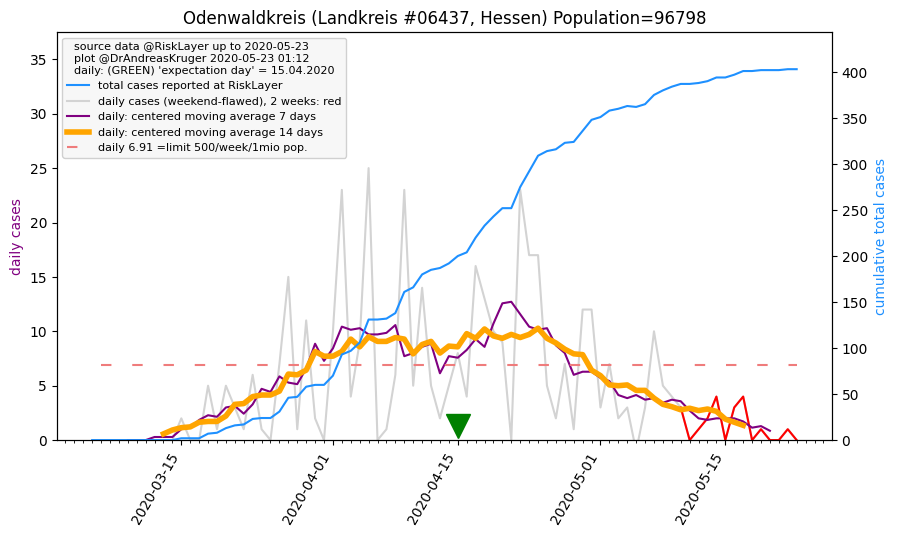 Odenwaldkreis (Landkreis #06437, Hessen) Population=96798
source data @RiskLayer up to 2020-05-23
plot @DrAndreasKruger 2020-05-23 01:12
daily: (GREEN) 'expectation day' = 15.04.2020
total cases reported at RiskLayer
daily cases (weekend-flawed), 2 weeks: red
daily: centered moving average 7 days
daily: centered moving average 14 days
daily 6.91 =limit 500/week/1mio pop.
daily cases
35
30
25
20
15
10
5
0
cumulative total cases
400
350
300
250
200
150
100
50
0
2020-03-15
2020-04-01
2020-04-15
2020-05-01
2020-05-15